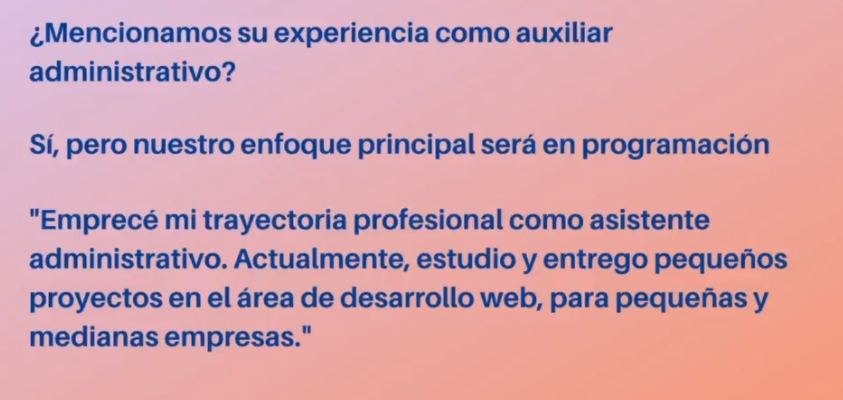 ¿Mencionamos su experiencia como auxiliar
administrativo?
Sí, pero nuestro enfoque principal será en programación
"Emprecé mi trayectoria profesional como asistente
administrativo. Actualmente, estudio y entrego pequeños
proyectos en el área de desarrollo web, para pequeñas y
medianas empresas."